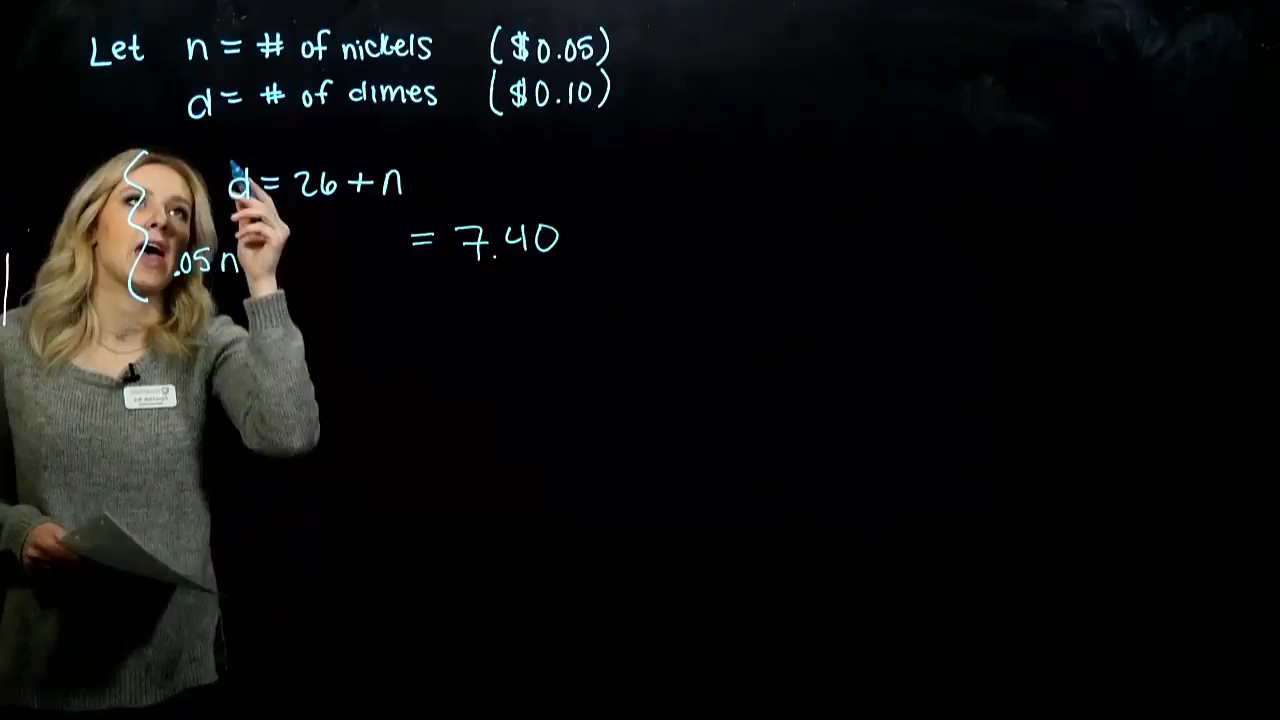 Let n = # of nickels ($0.05)
d = # of dimes ($0.10)
d = 26 + n
.05 n = 7.40